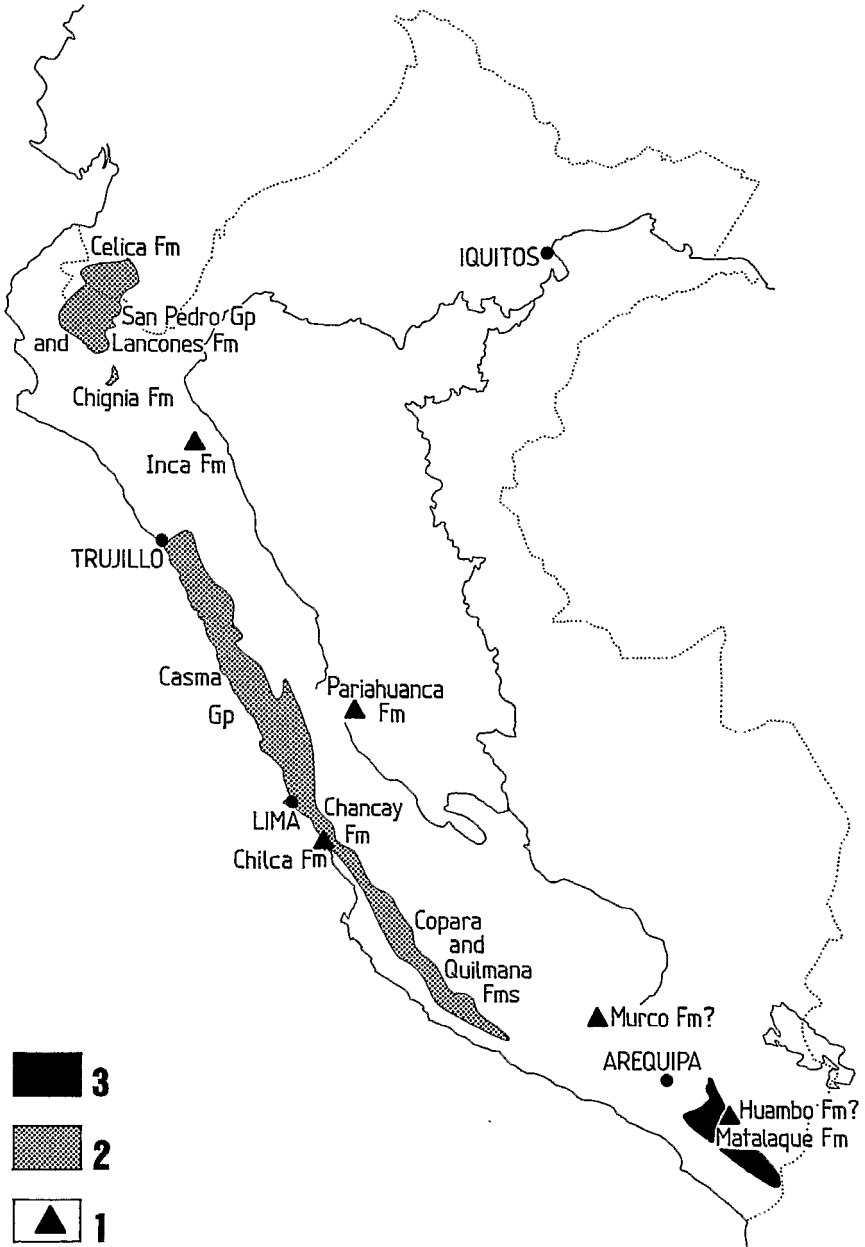 Celica Fm
IQUITOS
San Pedro Gp
and Lancones Fm
Chignia Fm
Inca Fm
TRUJILLO
Casma
Gp
Pariahuanca
Fm
LIMA
Chancay
Fm
Chilca Fm
Copara
and
Quilmana
Fms
Murco Fm?
AREQUIPA
Huambo Fm?
Matalaque Fm
3
2
1